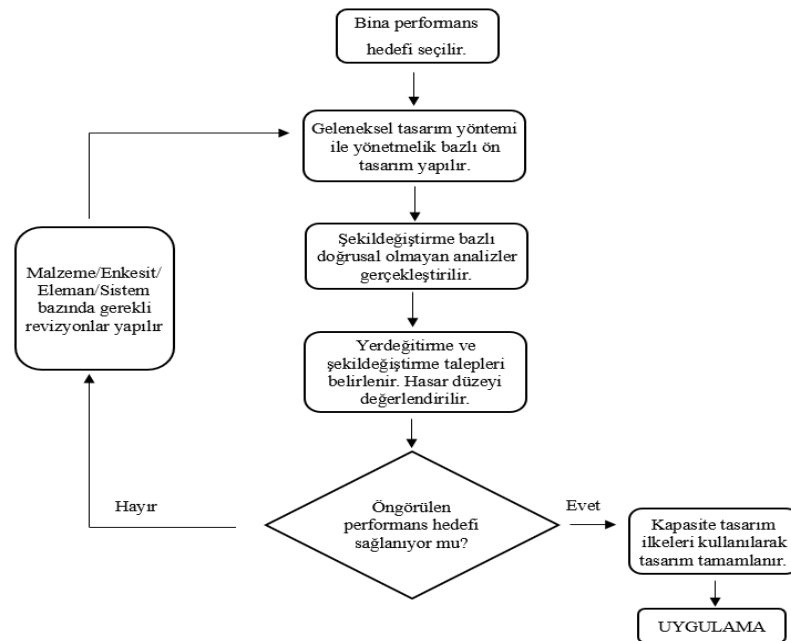 Bina performans
hedefi seçilir.
Geleneksel tasarım yöntemi
ile yönetmelik bazlı ön
tasarım yapılır.
Şekildeğiştirme bazlı
doğrusal olmayan analizler
gerçekleştirilir.
Malzeme/Enkesit/
Eleman/Sistem
bazında gerekli
revizyonlar yapılır
Yerdeğitirme ve
şekildeğiştirme talepleri
belirlenir. Hasar düzeyi
değerlendirilir.
Öngörülen
performans hedefi
sağlanıyor mu?
Hayır
Evet
Kapasite tasarım
ilkeleri kullanılarak
tasarım tamamlanır.
UYGULAMA